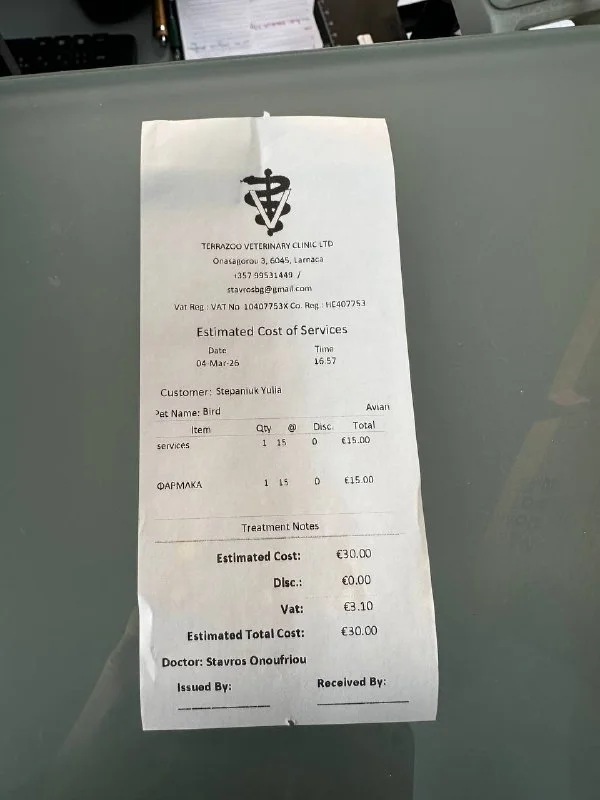 TERRAZOO VETERINARY CLINIC LTD
Onasagorou 3, 6045, Larnaca
+357 99531449 /
stavrosbg@gmail.com
Vat Reg.: VAT No 10407753X Co. Reg.: HE407753
Estimated Cost of Services
Date Time
04-Mar-26 16:57
Customer: Stepaniuk Yulia
Pet Name: Bird Avian
Item Qty @ Disc. Total
services 1 15 0 €15.00
ΦΑΡΜΑΚΑ 1 15 0 €15.00
Treatment Notes
Estimated Cost: €30.00
Disc.: €0.00
Vat: €3.10
Estimated Total Cost: €30.00
Doctor: Stavros Onoufriou
Issued By: Received By: